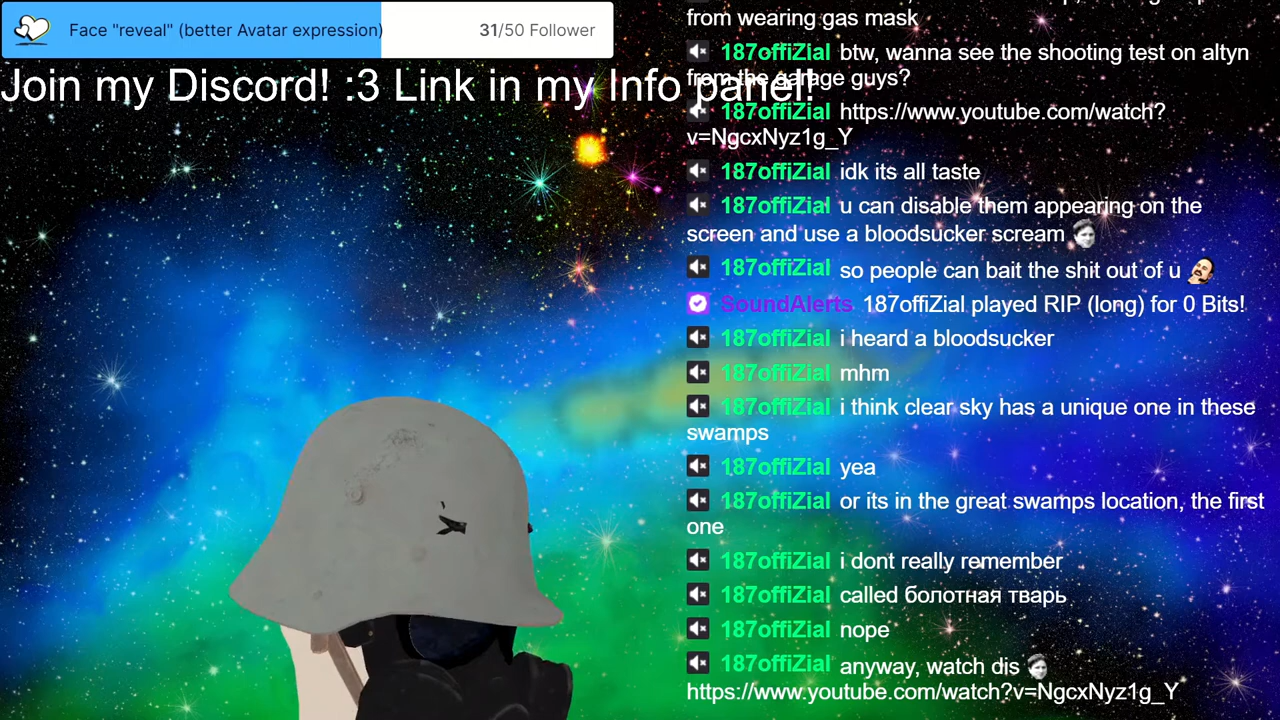 Face "reveal" (better Avatar expression) 31/50 Follower
Join my Discord! :3 Link in my Info panel!
from wearing gas mask
187offiZial btw, wanna see the shooting test on altyn
from the garage guys?
187offiZial https://www.youtube.com/watch?
v=NgcxNyz1g_Y
187offiZial idk its all taste
187offiZial u can disable them appearing on the
screen and use a bloodsucker scream
187offiZial so people can bait the shit out of u
SoundAlerts 187offiZial played RIP (long) for 0 Bits!
187offiZial i heard a bloodsucker
187offiZial mhm
187offiZial i think clear sky has a unique one in these
swamps
187offiZial yea
187offiZial or its in the great swamps location, the first
one
187offiZial i dont really remember
187offiZial called болотная тварь
187offiZial nope
187offiZial anyway, watch dis
https://www.youtube.com/watch?v=NgcxNyz1g_Y